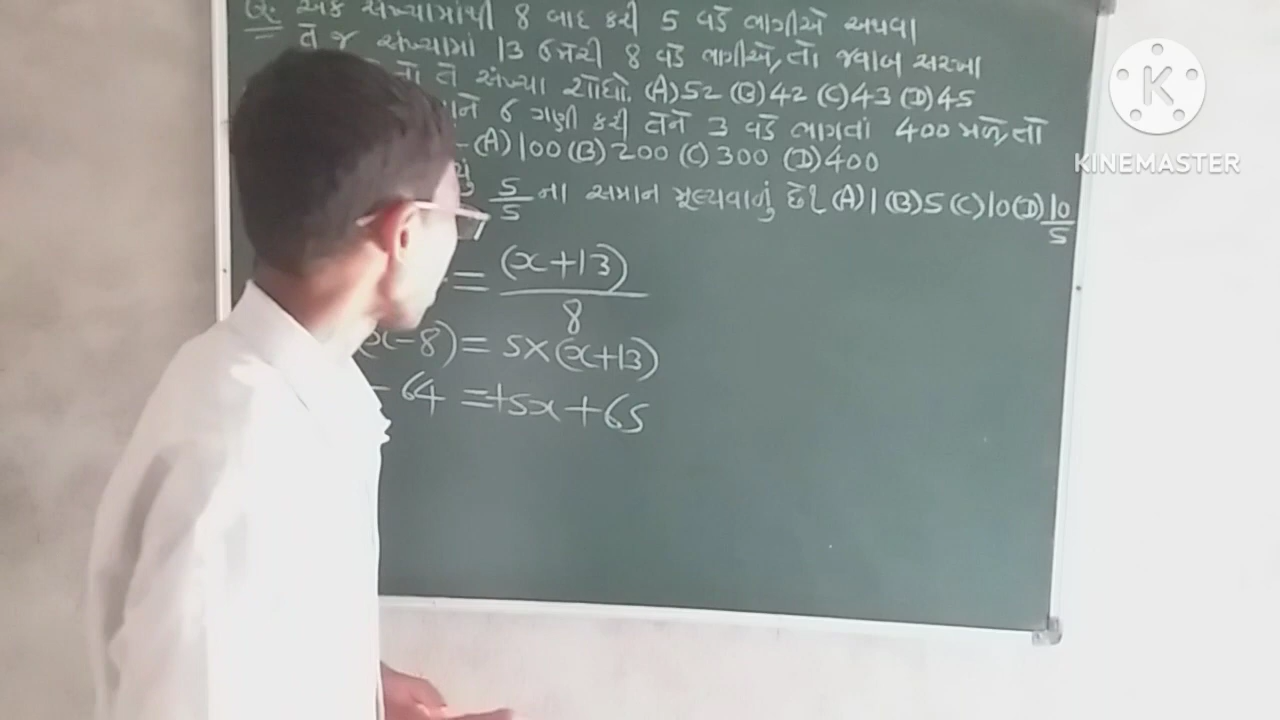 Q: એક સંખ્યામાંથી 8 બાદ કરી 5 વડે ભાગીએ અથવા
તે જ સંખ્યામાં 13 ઉમેરી 8 વડે ભાગીએ, તો જવાબ સરખા
તો તે સંખ્યા શોધો. (A) 52 (B) 42 (C) 43 (D) 45
ને 6 ગણી કરી તેને 3 વડે ભાગતાં 400 મળે, તો
(A) 100 (B) 200 (C) 300 (D) 400
5/5 ના સમાન મૂલ્યવાનું છે? (A) 1 (B) 5 (C) 10 (D) 10/5
= (x+13)/8
(x-8) = 5×(x+13)
- 64 = +5x+65
K
KINEMASTER